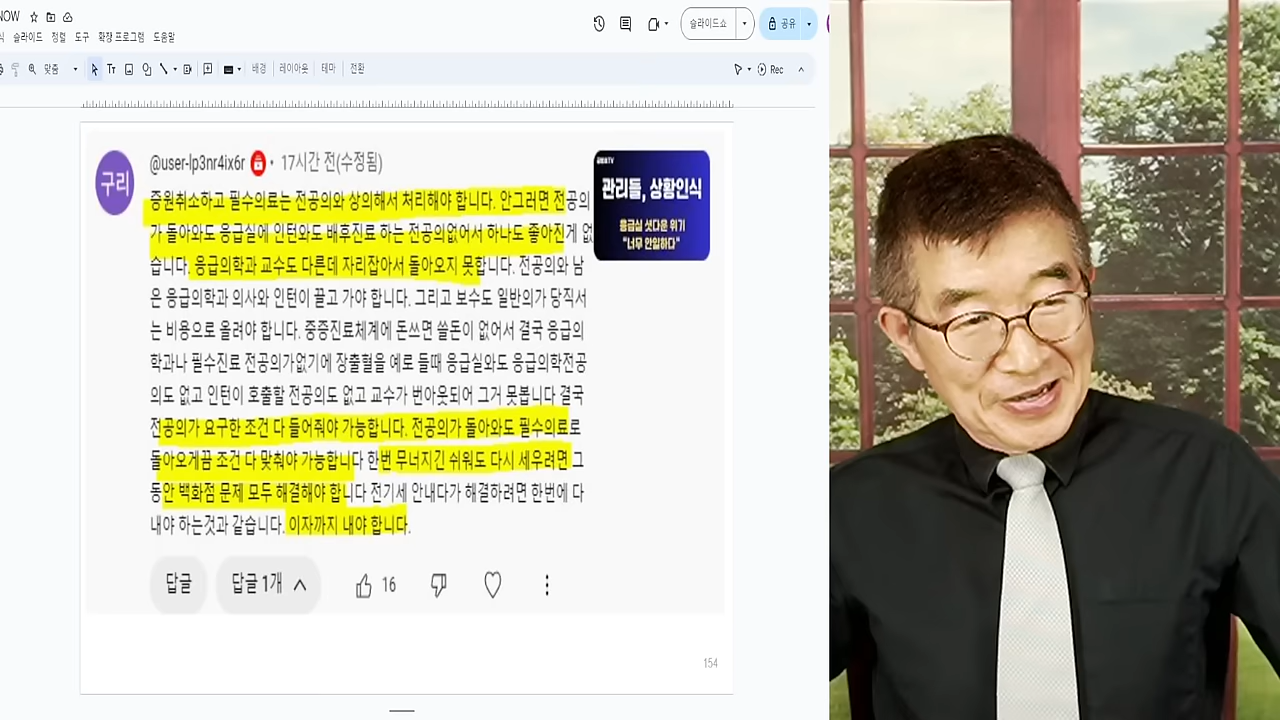 NOW
식 슬라이드 정렬 도구 확장 프로그램 도움말
슬라이드쇼
공유
맞춤 Tт 배경 레이아웃 테마 전환
Rec
@user-lp3nr4ix6r · 17시간 전(수정됨)
구리
증원취소하고 필수의료는 전공의와 상의해서 처리해야 합니다. 안그러면 전공의
가 돌아와도 응급실에 인턴와도 배후진료 하는 전공의없어서 하나도 좋아진게 없
습니다, 응급의학과 교수도 다른데 자리잡아서 돌아오지 못합니다. 전공의와 남
은 응급의학과 의사와 인턴이 끌고 가야 합니다. 그리고 보수도 일반의가 당직서
는 비용으로 올려야 합니다. 중증진료체계에 돈쓰면 쓸돈이 없어서 결국 응급의
학과나 필수진료 전공의가없기에 장출혈을 예로 들때 응급실와도 응급의학전공
의도 없고 인턴이 호출할 전공의도 없고 교수가 번아웃되어 그거 못봅니다 결국
전공의가 요구한 조건 다 들어줘야 가능합니다. 전공의가 돌아와도 필수의료로
돌아오게끔 조건 다 맞춰야 가능합니다 한번 무너지긴 쉬워도 다시 세우려면 그
동안 백화점 문제 모두 해결해야 합니다 전기세 안내다가 해결하려면 한번에 다
내야 하는것과 같습니다. 이자까지 내야 합니다.
관리들, 상황인식
응급실 셧다운 위기
"너무 안일하다"
답글 답글 1개 16
154